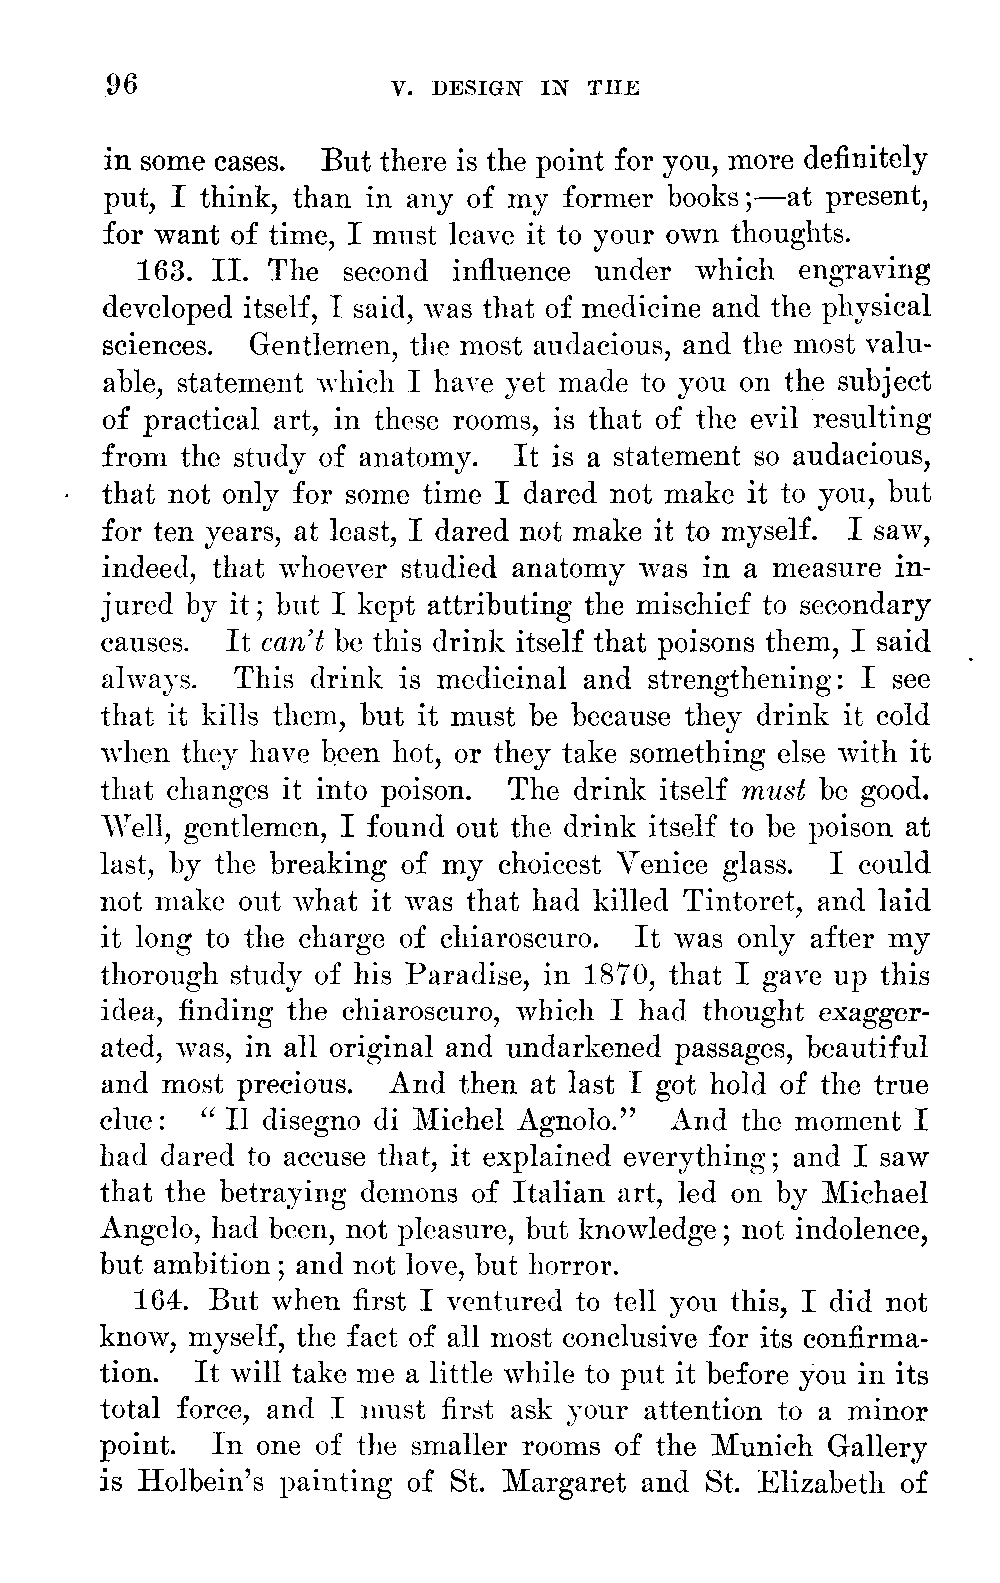 96 V. DESIGN IN THE
in some cases. But there is the point for you, more definitely
put, I think, than in any of my former books;—at present,
for want of time, I must leave it to your own thoughts.
163. II. The second influence under which engraving
developed itself, I said, was that of medicine and the physical
sciences. Gentlemen, the most audacious, and the most valu-
able, statement which I have yet made to you on the subject
of practical art, in these rooms, is that of the evil resulting
from the study of anatomy. It is a statement so audacious,
that not only for some time I dared not make it to you, but
for ten years, at least, I dared not make it to myself. I saw,
indeed, that whoever studied anatomy was in a measure in-
jured by it; but I kept attributing the mischief to secondary
causes. It can't be this drink itself that poisons them, I said
always. This drink is medicinal and strengthening: I see
that it kills them, but it must be because they drink it cold
when they have been hot, or they take something else with it
that changes it into poison. The drink itself must be good.
Well, gentlemen, I found out the drink itself to be poison at
last, by the breaking of my choicest Venice glass. I could
not make out what it was that had killed Tintoret, and laid
it long to the charge of chiaroscuro. It was only after my
thorough study of his Paradise, in 1870, that I gave up this
idea, finding the chiaroscuro, which I had thought exagger-
ated, was, in all original and undarkened passages, beautiful
and most precious. And then at last I got hold of the true
clue: “Il disegno di Michel Agnolo.” And the moment I
had dared to accuse that, it explained everything; and I saw
that the betraying demons of Italian art, led on by Michael
Angelo, had been, not pleasure, but knowledge; not indolence,
but ambition; and not love, but horror.
164. But when first I ventured to tell you this, I did not
know, myself, the fact of all most conclusive for its confirma-
tion. It will take me a little while to put it before you in its
total force, and I must first ask your attention to a minor
point. In one of the smaller rooms of the Munich Gallery
is Holbein's painting of St. Margaret and St. Elizabeth of